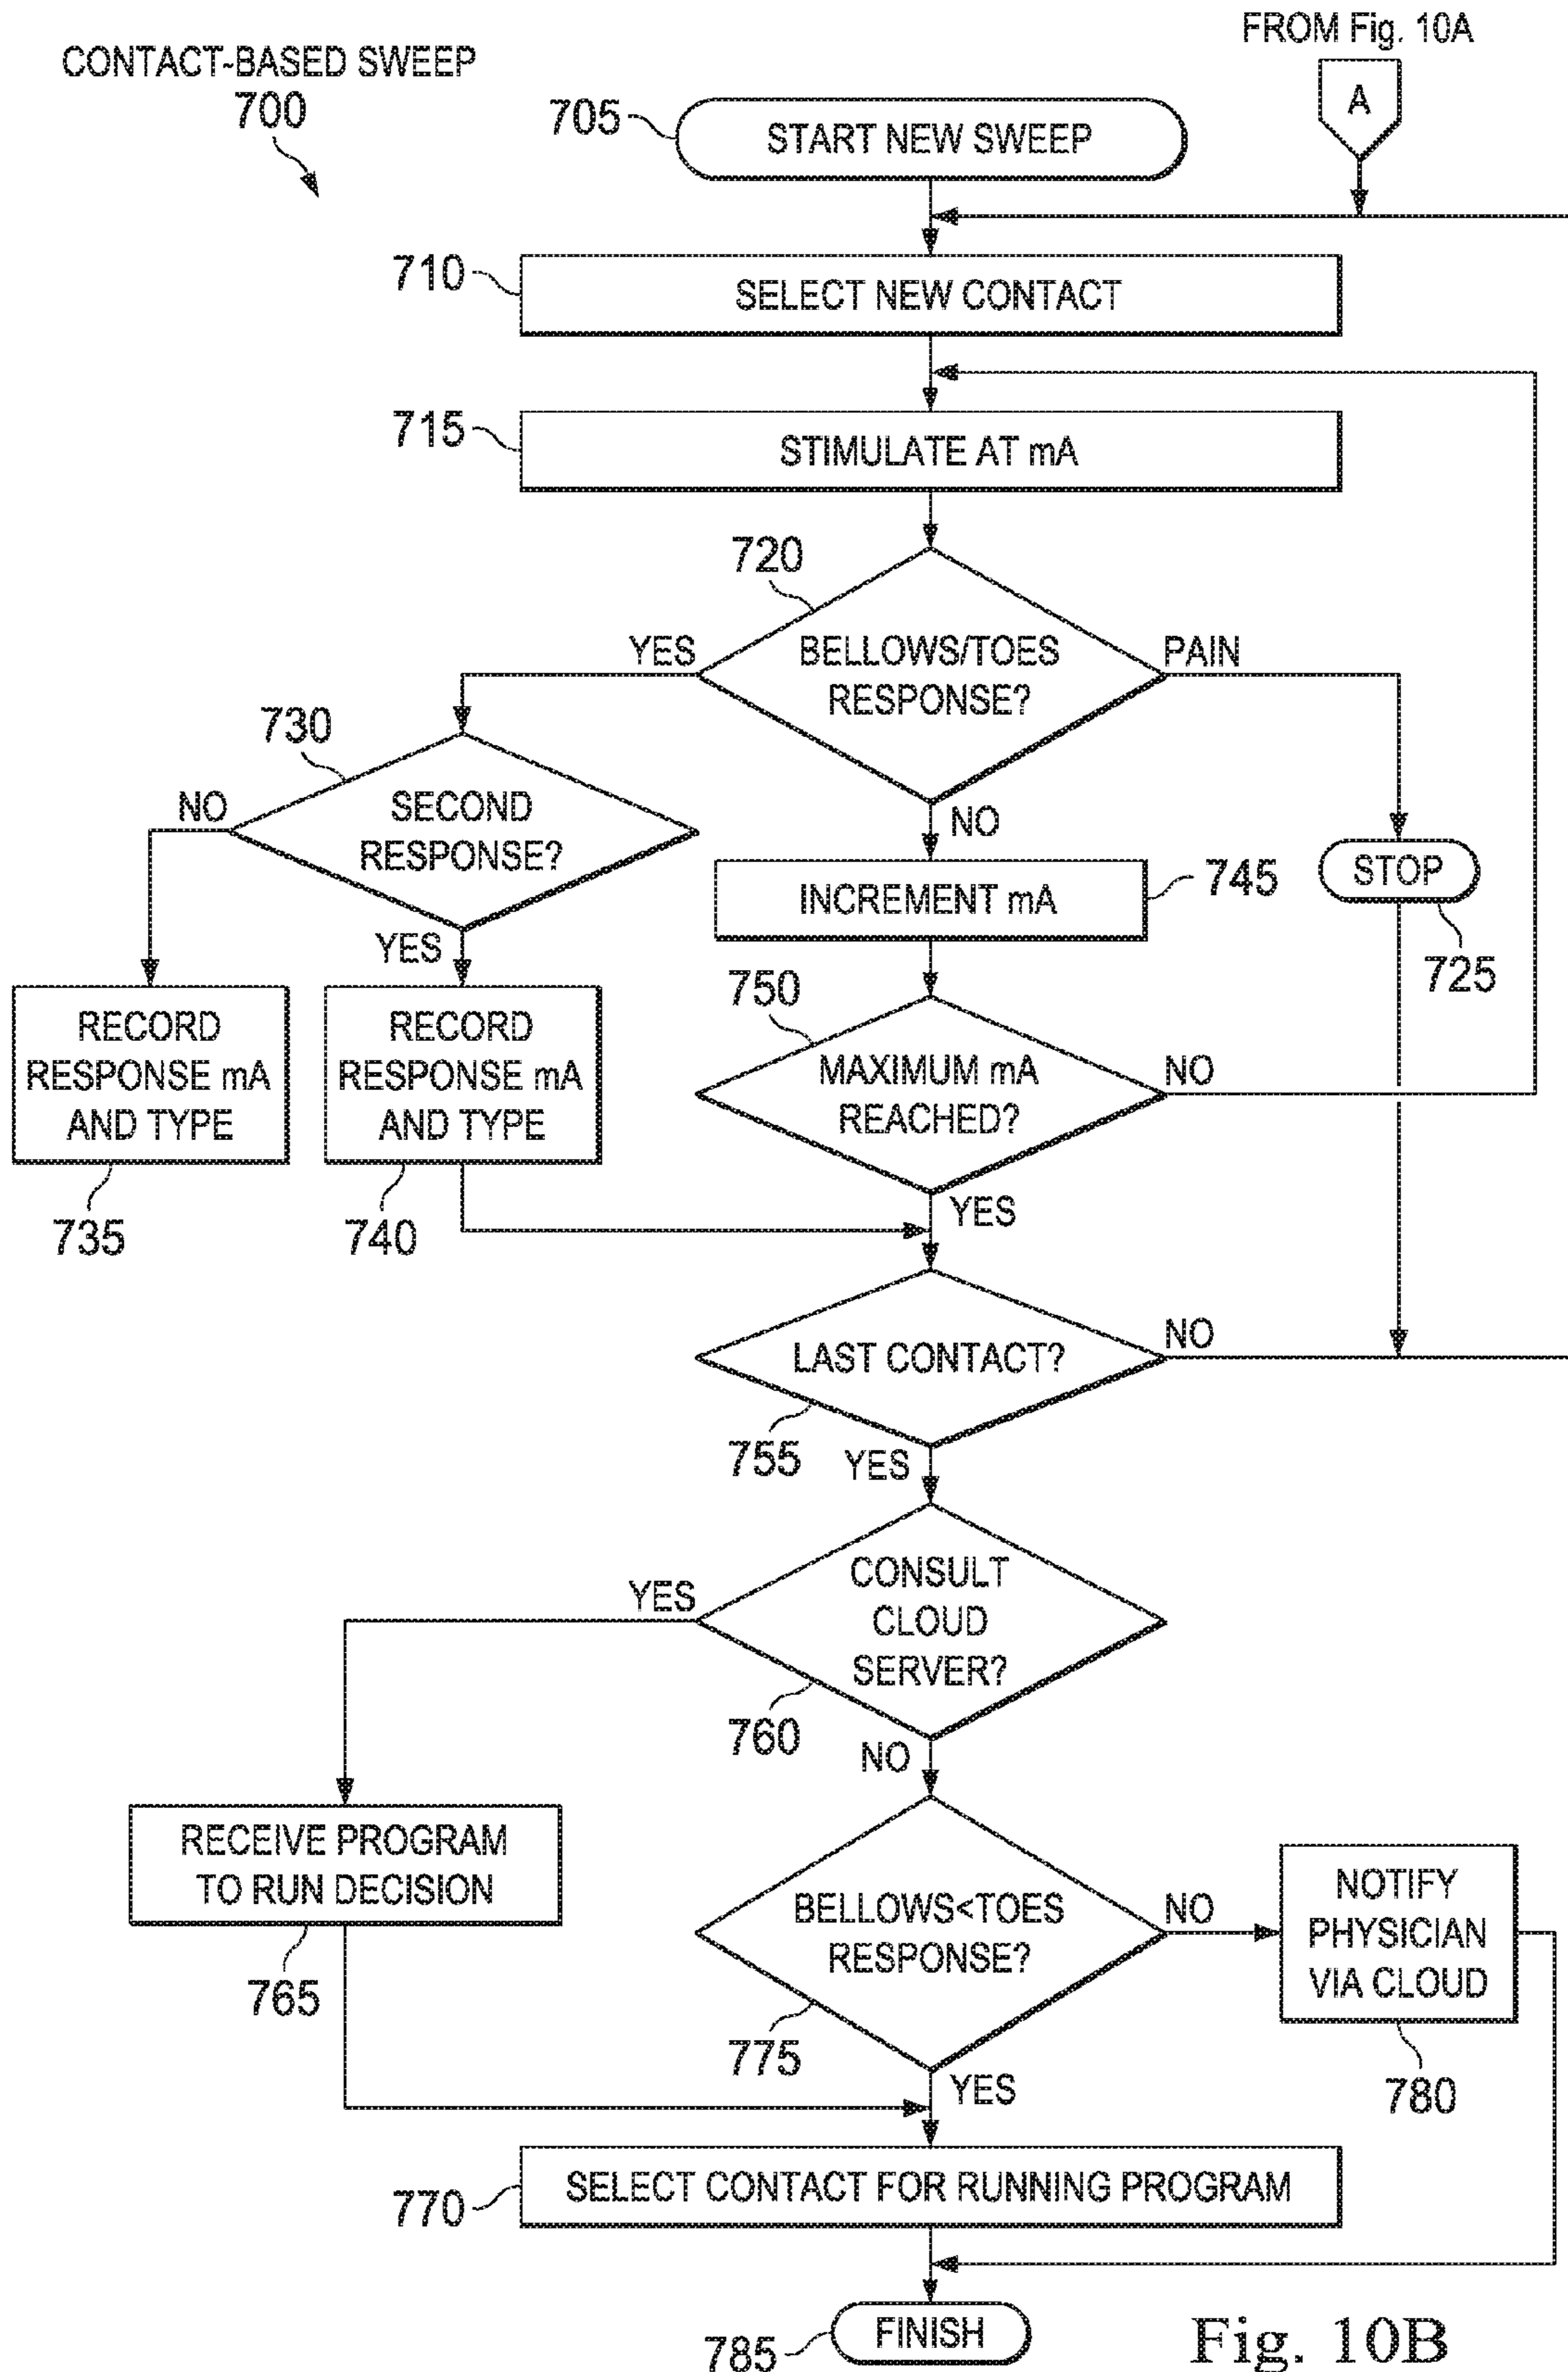 FROM Fig. 10A
CONTACT-BASED SWEEP
700
A
705
START NEW SWEEP
710
SELECT NEW CONTACT
715
STIMULATE AT mA
720
YES
BELLOWS/TOES
RESPONSE?
PAIN
730
NO
SECOND
RESPONSE?
NO
INCREMENT mA
745
STOP
725
YES
750
RECORD
RESPONSE mA
AND TYPE
735
RECORD
RESPONSE mA
AND TYPE
740
MAXIMUM mA
REACHED?
NO
YES
LAST CONTACT?
NO
755
YES
CONSULT
CLOUD
SERVER?
YES
760
NO
RECEIVE PROGRAM
TO RUN DECISION
765
BELLOWS<TOES
RESPONSE?
NO
NOTIFY
PHYSICIAN
VIA CLOUD
775
780
YES
SELECT CONTACT FOR RUNNING PROGRAM
770
FINISH
785
Fig. 10B